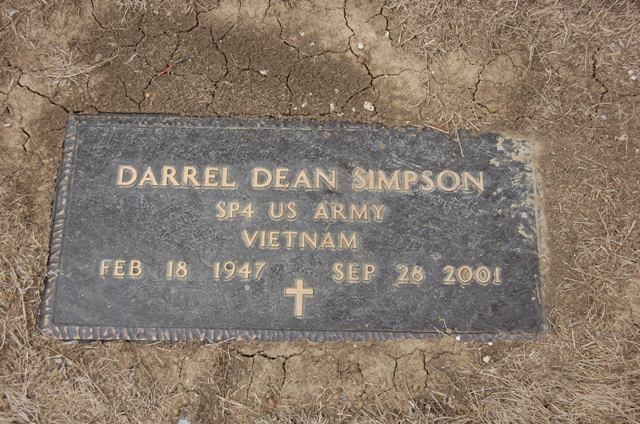 DARREL DEAN SIMPSON
SP4 US ARMY
VIETNAM
FEB 18 1947 SEP 28 2001